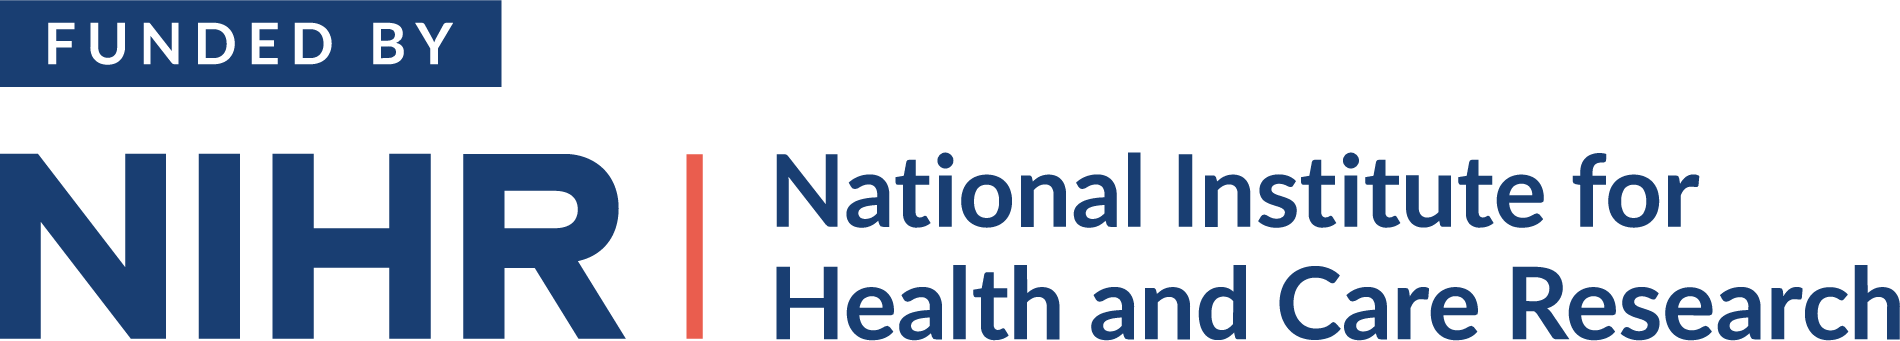 FUNDED BY
NIHR
National Institute for
Health and Care Research